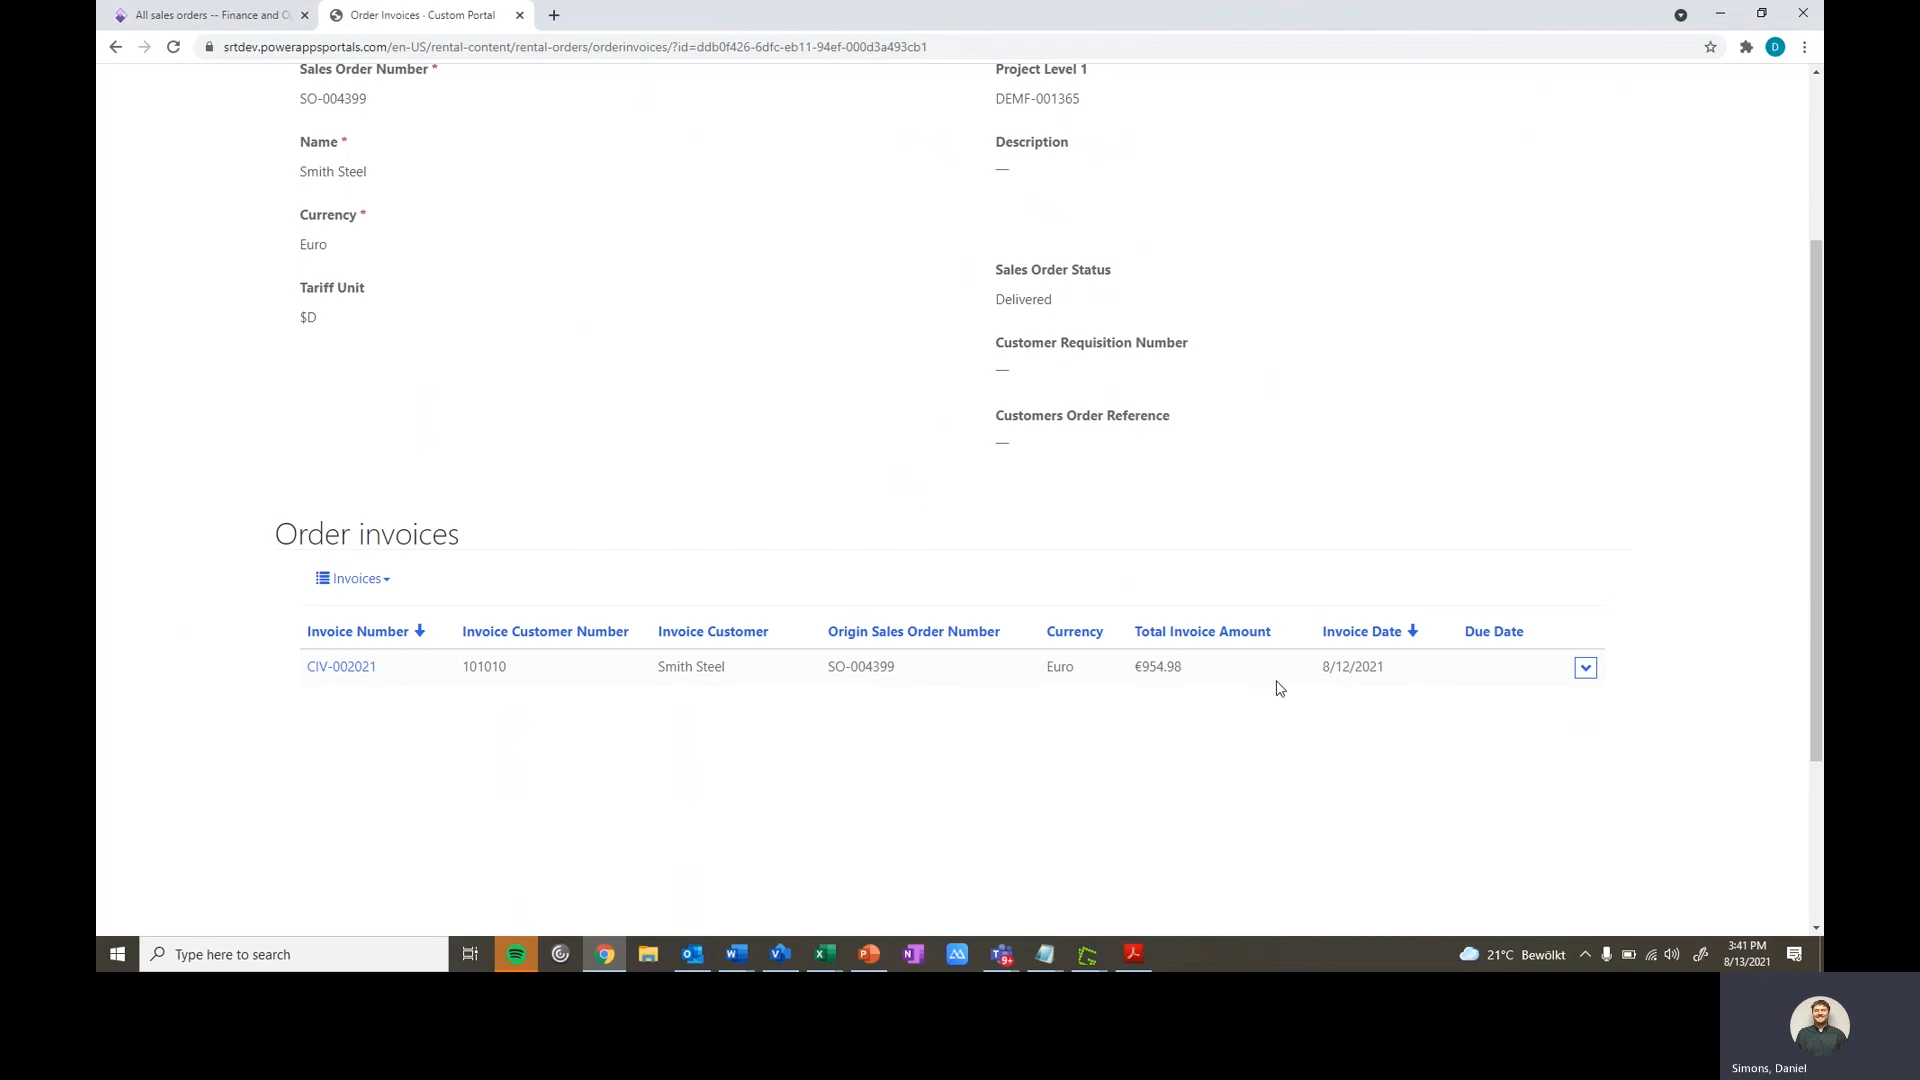 All sales orders -- Finance and O
Order Invoices · Custom Portal
srtdev.powerappsportals.com/en-US/rental-content/rental-orders/orderinvoices/?id=ddb0f426-6dfc-eb11-94ef-000d3a493cb1
D
Sales Order Number *
SO-004399
Name *
Smith Steel
Currency *
Euro
Tariff Unit
$D
Project Level 1
DEMF-001365
Description
—
Sales Order Status
Delivered
Customer Requisition Number
—
Customers Order Reference
—
Order invoices
Invoices
Invoice Number Invoice Customer Number Invoice Customer Origin Sales Order Number Currency Total Invoice Amount Invoice Date Due Date
CIV-002021 101010 Smith Steel SO-004399 Euro €954.98 8/12/2021
Type here to search
9+
21°C Bewölkt
3:41 PM
8/13/2021
Simons, Daniel